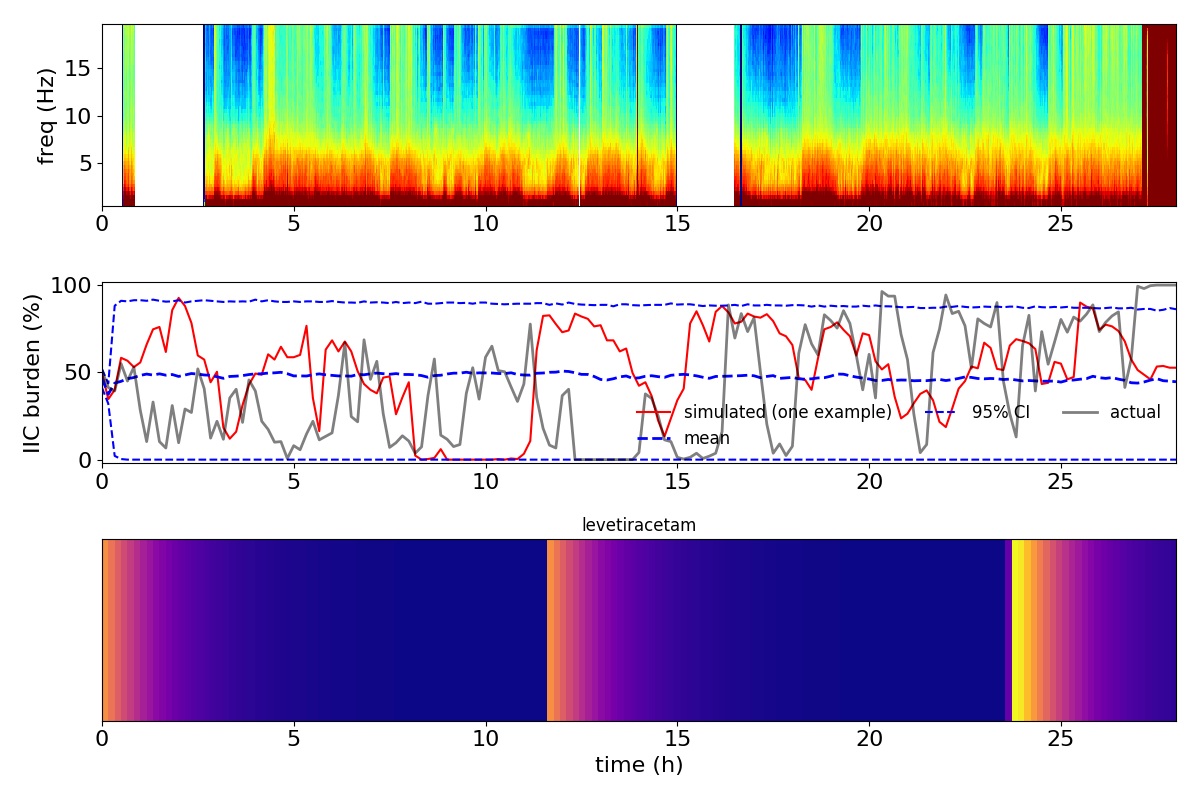 freq (Hz)
15
10
5
0 5 10 15 20 25
IIC burden (%)
100
50
0
simulated (one example) 95% CI actual
mean
0 5 10 15 20 25
levetiracetam
0 5 10 15 20 25
time (h)